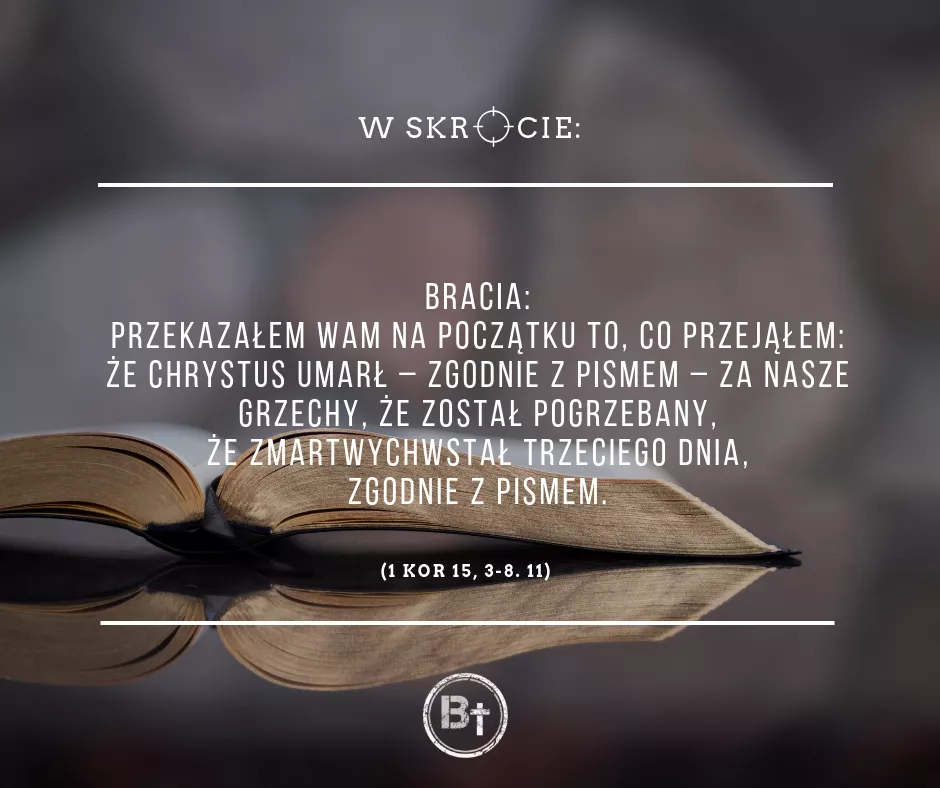 W SKRÓCIE:
BRACIA:
PRZEKAZAŁEM WAM NA POCZĄTKU TO, CO PRZEJĄŁEM:
ŻE CHRYSTUS UMARŁ – ZGODNIE Z PISMEM – ZA NASZE
GRZECHY, ŻE ZOSTAŁ POGRZEBANY,
ŻE ZMARTWYCHWSTAŁ TRZECIEGO DNIA,
ZGODNIE Z PISMEM.
(1 KOR 15, 3-8. 11)
B†